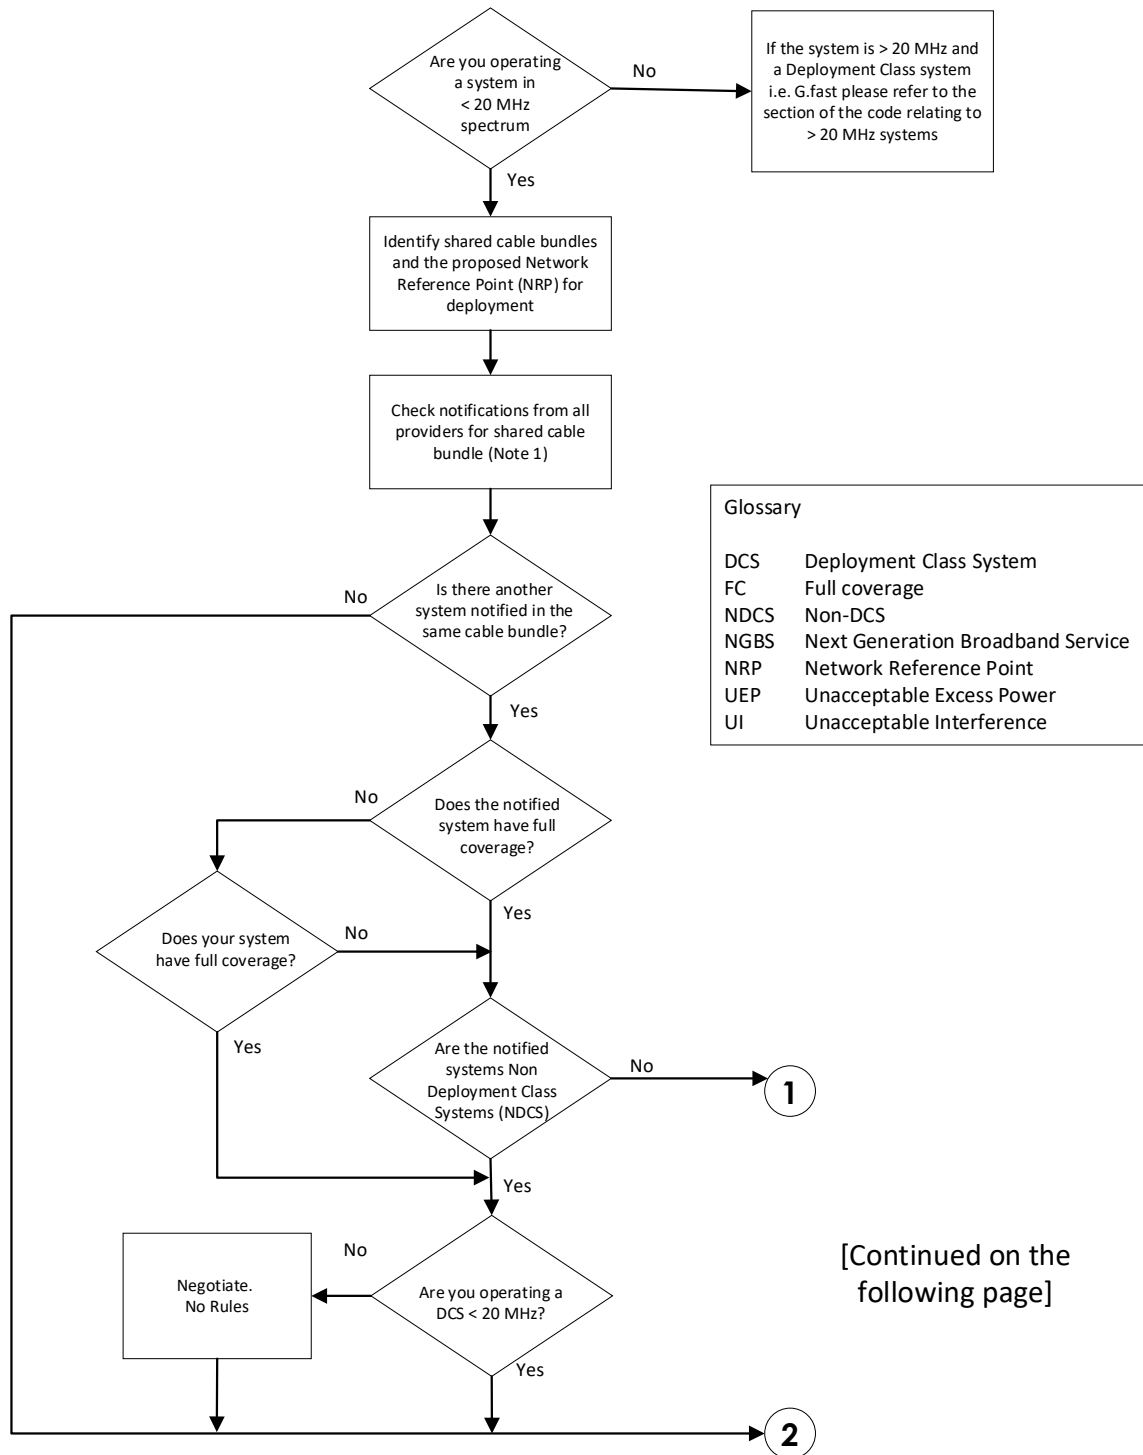 Are you operating
a system in
< 20 MHz
spectrum
No
If the system is > 20 MHz and
a Deployment Class system
i.e. G.fast please refer to the
section of the code relating to
> 20 MHz systems
Yes
Identify shared cable bundles
and the proposed Network
Reference Point (NRP) for
deployment
Check notifications from all
providers for shared cable
bundle (Note 1)
Glossary
DCS Deployment Class System
FC Full coverage
NDCS Non-DCS
NGBS Next Generation Broadband Service
NRP Network Reference Point
UEP Unacceptable Excess Power
UI Unacceptable Interference
Is there another
system notified in the
same cable bundle?
No
Yes
Does the notified
system have full
coverage?
No
Yes
Does your system
have full coverage?
No
Yes
Are the notified
systems Non
Deployment Class
Systems (NDCS)
No
1
Yes
Are you operating a
DCS < 20 MHz?
No
Negotiate.
No Rules
Yes
[Continued on the
following page]
2